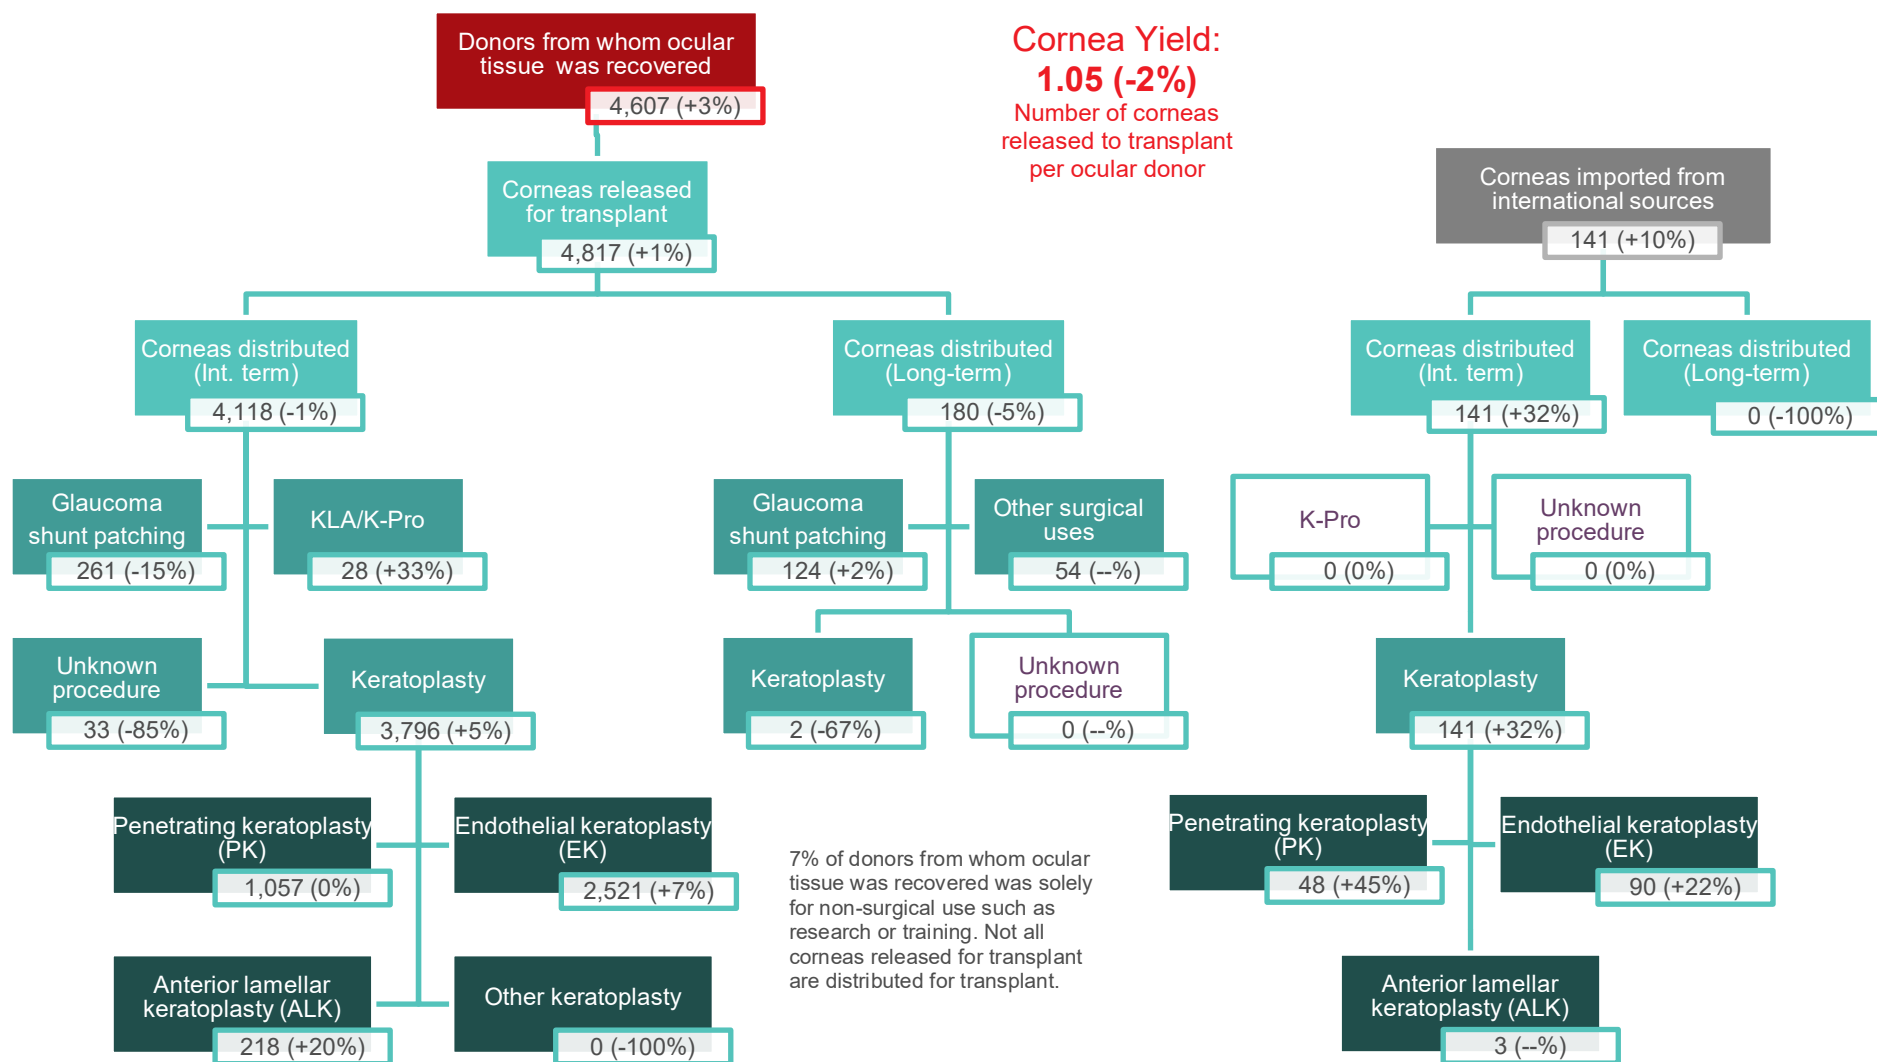 Donors from whom ocular
tissue was recovered
4,607 (+3%)
Cornea Yield:
1.05 (-2%)
Number of corneas
released to transplant
per ocular donor
Corneas released
for transplant
4,817 (+1%)
Corneas imported from
international sources
141 (+10%)
Corneas distributed
(Int. term)
4,118 (-1%)
Corneas distributed
(Long-term)
180 (-5%)
Corneas distributed
(Int. term)
141 (+32%)
Corneas distributed
(Long-term)
0 (-100%)
Glaucoma
shunt patching
261 (-15%)
KLA/K-Pro
28 (+33%)
Glaucoma
shunt patching
124 (+2%)
Other surgical
uses
54 (--%)
K-Pro
0 (0%)
Unknown
procedure
0 (0%)
Unknown
procedure
33 (-85%)
Keratoplasty
3,796 (+5%)
Keratoplasty
2 (-67%)
Unknown
procedure
0 (--%)
Keratoplasty
141 (+32%)
Penetrating keratoplasty
(PK)
1,057 (0%)
Endothelial keratoplasty
(EK)
2,521 (+7%)
7% of donors from whom ocular
tissue was recovered was solely
for non-surgical use such as
research or training. Not all
corneas released for transplant
are distributed for transplant.
Penetrating keratoplasty
(PK)
48 (+45%)
Endothelial keratoplasty
(EK)
90 (+22%)
Anterior lamellar
keratoplasty (ALK)
218 (+20%)
Other keratoplasty
0 (-100%)
Anterior lamellar
keratoplasty (ALK)
3 (--%)